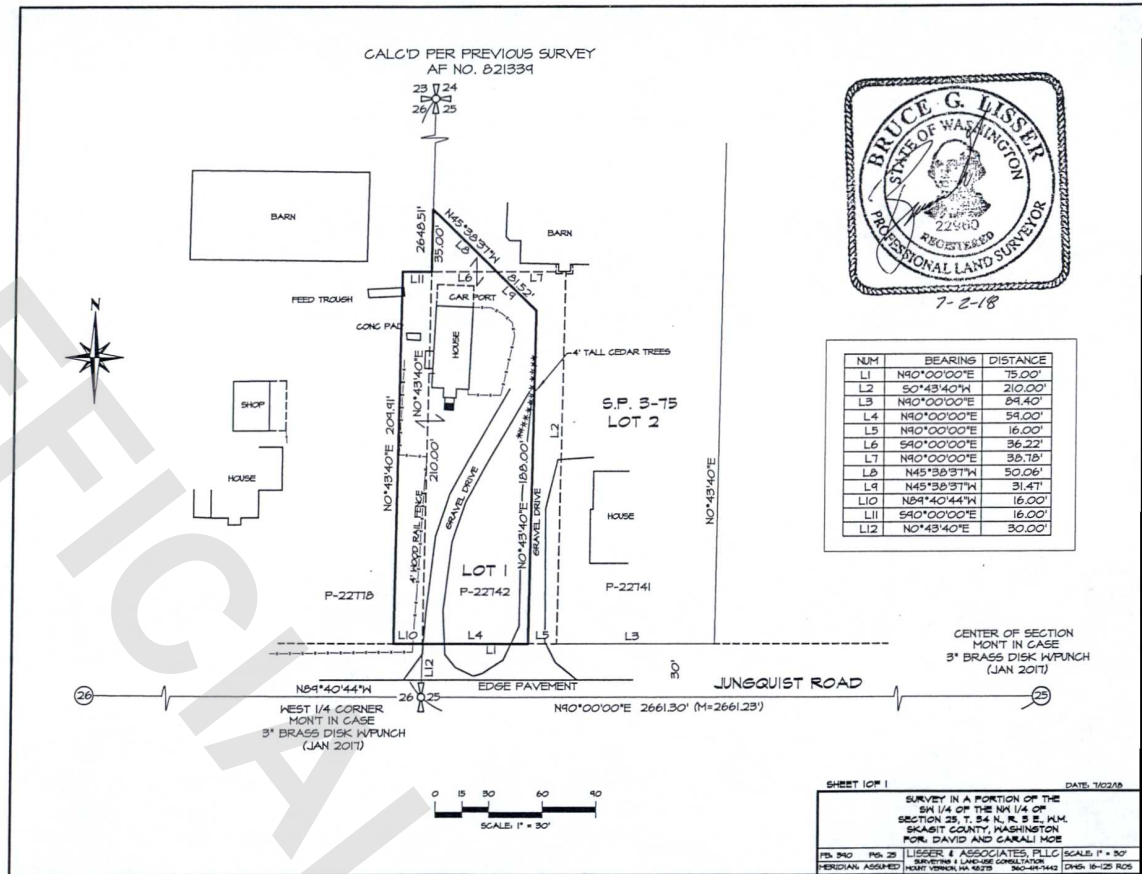 CALC'D PER PREVIOUS SURVEY
AF NO. 821339
23 24
26 25
BRUCE G. LISSER
STATE OF WASHINGTON
22960
REGISTERED
PROFESSIONAL LAND SURVEYOR
7-2-18
BARN
BARN
2648.51'
35.00'
N45°38'37"W
L8
81.52'
L11
L6
L7
L9
FEED TROUGH
CAR PORT
CONC PAD
HOUSE
4' TALL CEDAR TREES
N
SHOP
HOUSE
N0°43'40"E 209.91'
N0°43'40"E
210.00'
4' WOOD RAIL FENCE
GRAVEL DRIVE
N0°43'40"E 188.00'
GRAVEL DRIVE
L2
S.P. 3-75
LOT 2
HOUSE
N0°43'40"E
LOT 1
P-22778
P-22742
P-22741
L10
L4
L1
L5
L3
L12
30'
NUM BEARING DISTANCE
L1 N90°00'00"E 75.00'
L2 S0°43'40"W 210.00'
L3 N90°00'00"E 89.40'
L4 N90°00'00"E 59.00'
L5 N90°00'00"E 16.00'
L6 S90°00'00"E 36.22'
L7 N90°00'00"E 38.78'
L8 N45°38'37"W 50.06'
L9 N45°38'37"W 31.47'
L10 N89°40'44"W 16.00'
L11 S90°00'00"E 16.00'
L12 N0°43'40"E 30.00'
CENTER OF SECTION
MON'T IN CASE
3" BRASS DISK W/PUNCH
(JAN 2017)
26
N89°40'44"W
26 25
EDGE PAVEMENT
JUNGQUIST ROAD
25
N90°00'00"E 2661.30' (M=2661.23')
WEST 1/4 CORNER
MON'T IN CASE
3" BRASS DISK W/PUNCH
(JAN 2017)
0 15 30 60 90
SCALE: 1" = 30'
SHEET 1 OF 1 DATE: 7/02/18
SURVEY IN A PORTION OF THE
SW 1/4 OF THE NW 1/4 OF
SECTION 25, T. 34 N., R. 3 E., W.M.
SKAGIT COUNTY, WASHINGTON
FOR: DAVID AND CARALI MOE
FB: 390 PG: 25 LISSER & ASSOCIATES, PLLC SCALE: 1" = 30'
SURVEYING & LAND-USE CONSULTATION
MERIDIAN: ASSUMED MOUNT VERNON, WA 98273 360-419-7442 DWG: 16-125 ROS
EFFICIAL